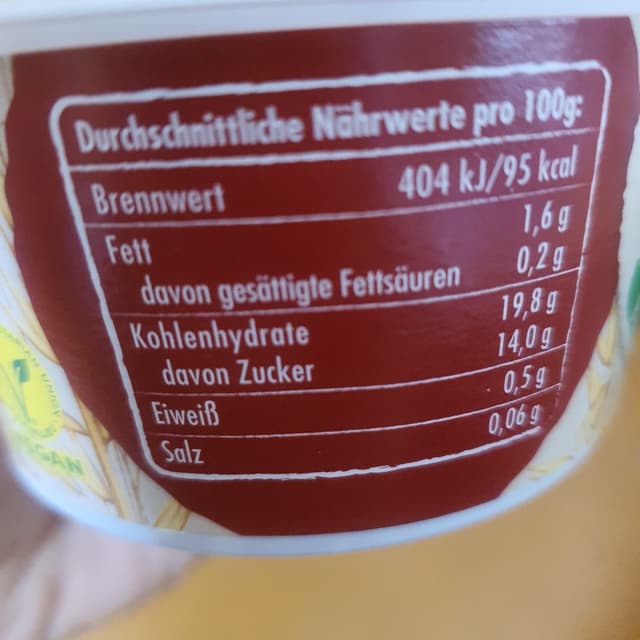 Durchschnittliche Nährwerte pro 100g:
Brennwert 404 kJ/95 kcal
Fett 1,6 g
davon gesättigte Fettsäuren 0,2 g
Kohlenhydrate 19,8 g
davon Zucker 14,0 g
Eiweiß 0,5 g
Salz 0,06 g